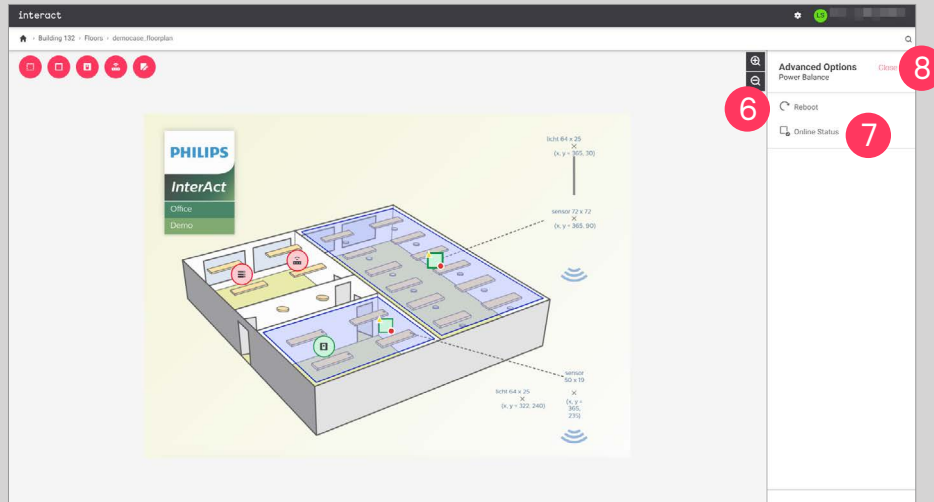 interact
LS
Building 132 › Floors › democase_floorplan
Advanced Options
Close
8
Power Balance
6
Reboot
Online Status
7
PHILIPS
InterAct
Office
Demo
licht 64 x 25
(x, y = 365, 30)
sensor 72 x 72
(x, y = 365, 90)
sensor
50 x 19
licht 64 x 25
(x, y = 322, 240)
(x, y =
365,
235)